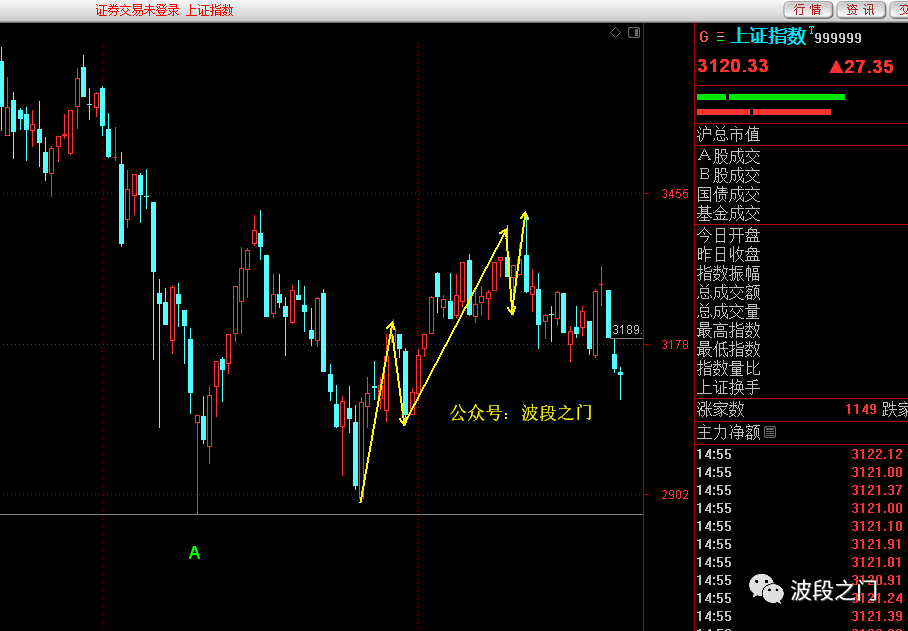 证券交易未登录 上证指数
行情 资讯 交
G 上证指数 T999999
3120.33 ▲27.35
沪总市值
A股成交
B股成交
国债成交
基金成交
今日开盘
昨日收盘
指数振幅
总成交额
总成交量
最高指数
最低指数
指数量比
上证换手
涨家数 1149 跌家
主力净额
3455
3178
2902
3189.
公众号：波段之门
A
14:55 3122.12
14:55 3121.00
14:55 3121.37
14:55 3121.00
14:55 3121.10
14:55 3121.91
14:55 3121.01
14:55 3120.91
14:55 3121.24
14:55 3121.39
波段之门